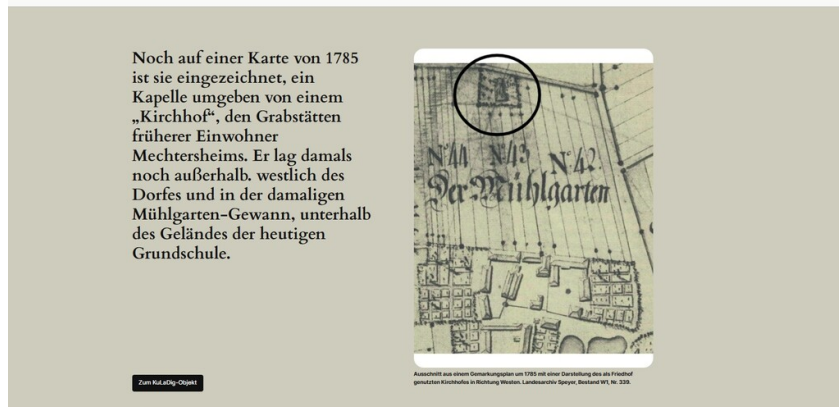 Noch auf einer Karte von 1785
ist sie eingezeichnet, ein
Kapelle umgeben von einem
„Kirchhof“, den Grabstätten
früherer Einwohner
Mechtersheims. Er lag damals
noch außerhalb. westlich des
Dorfes und in der damaligen
Mühlgarten-Gewann, unterhalb
des Geländes der heutigen
Grundschule.
Zum KuLaDig-Objekt
N.44 N.43 N.42
Der Mühlgarten
Ausschnitt aus einem Gemarkungsplan um 1785 mit einer Darstellung des als Friedhof
genutzten Kirchhofes in Richtung Westen. Landesarchiv Speyer, Bestand W1, Nr. 339.